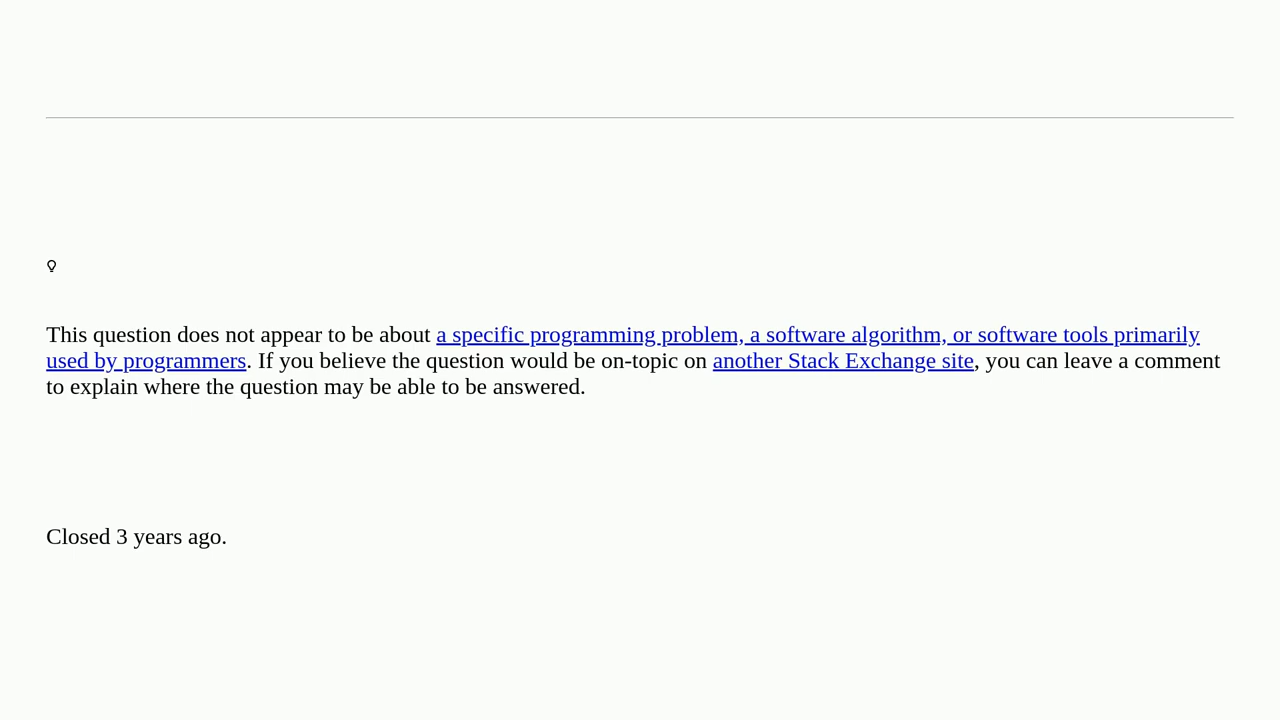 This question does not appear to be about a specific programming problem, a software algorithm, or software tools primarily
used by programmers. If you believe the question would be on-topic on another Stack Exchange site, you can leave a comment
to explain where the question may be able to be answered.
Closed 3 years ago.